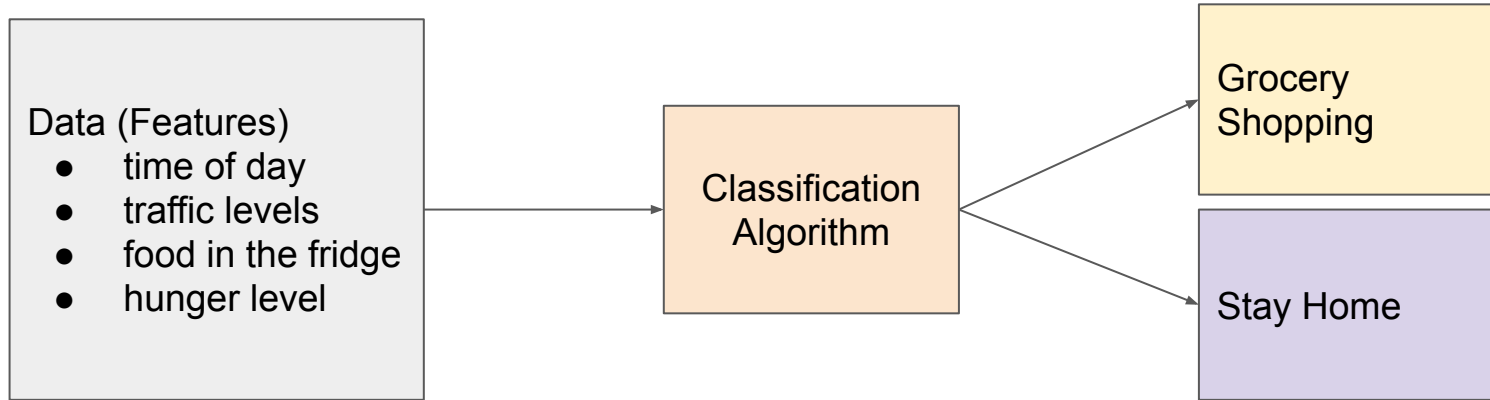 Data (Features)
● time of day
● traffic levels
● food in the fridge
● hunger level
Classification
Algorithm
Grocery
Shopping
Stay Home